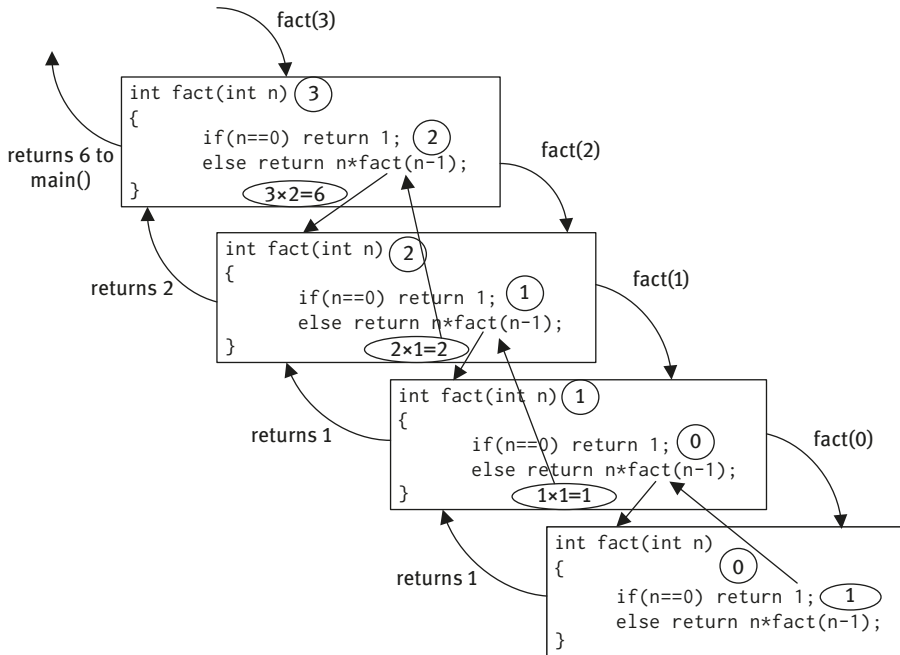 fact(3)
int fact(int n) 3
{
if(n==0) return 1; 2
else return n*fact(n-1);
3×2=6
}
returns 6 to
main()
fact(2)
int fact(int n) 2
{
if(n==0) return 1; 1
else return n*fact(n-1);
2×1=2
}
returns 2
fact(1)
int fact(int n) 1
{
if(n==0) return 1; 0
else return n*fact(n-1);
1×1=1
}
returns 1
fact(0)
int fact(int n)
0
{
if(n==0) return 1; 1
else return n*fact(n-1);
}
returns 1